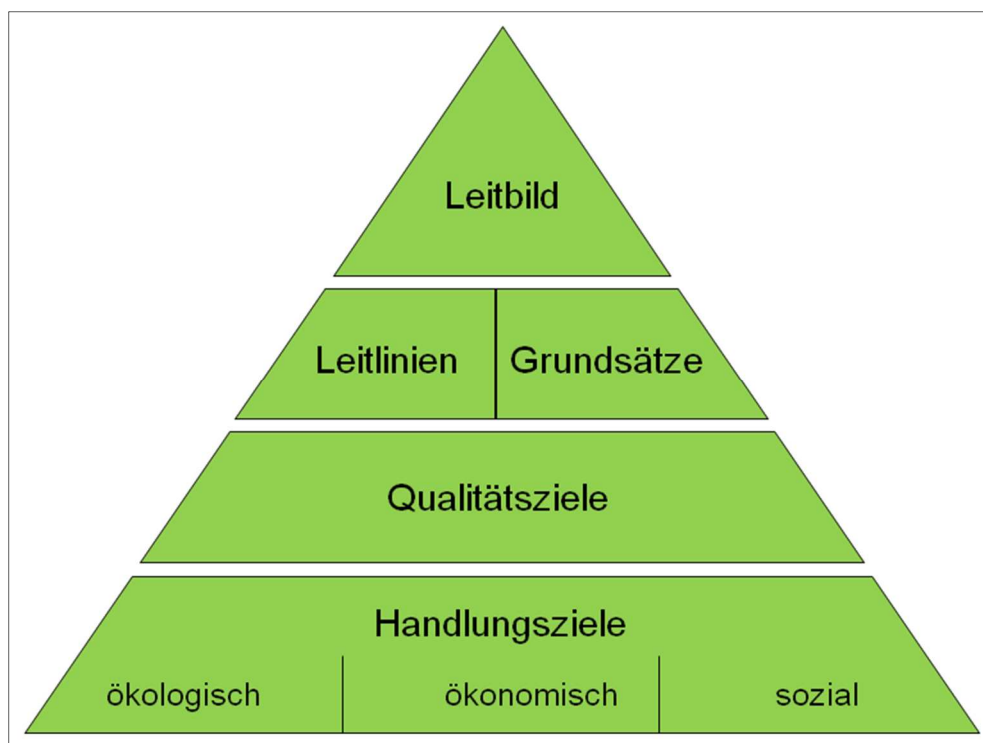 Leitbild
Leitlinien
Grundsätze
Qualitätsziele
Handlungsziele
ökologisch
ökonomisch
sozial